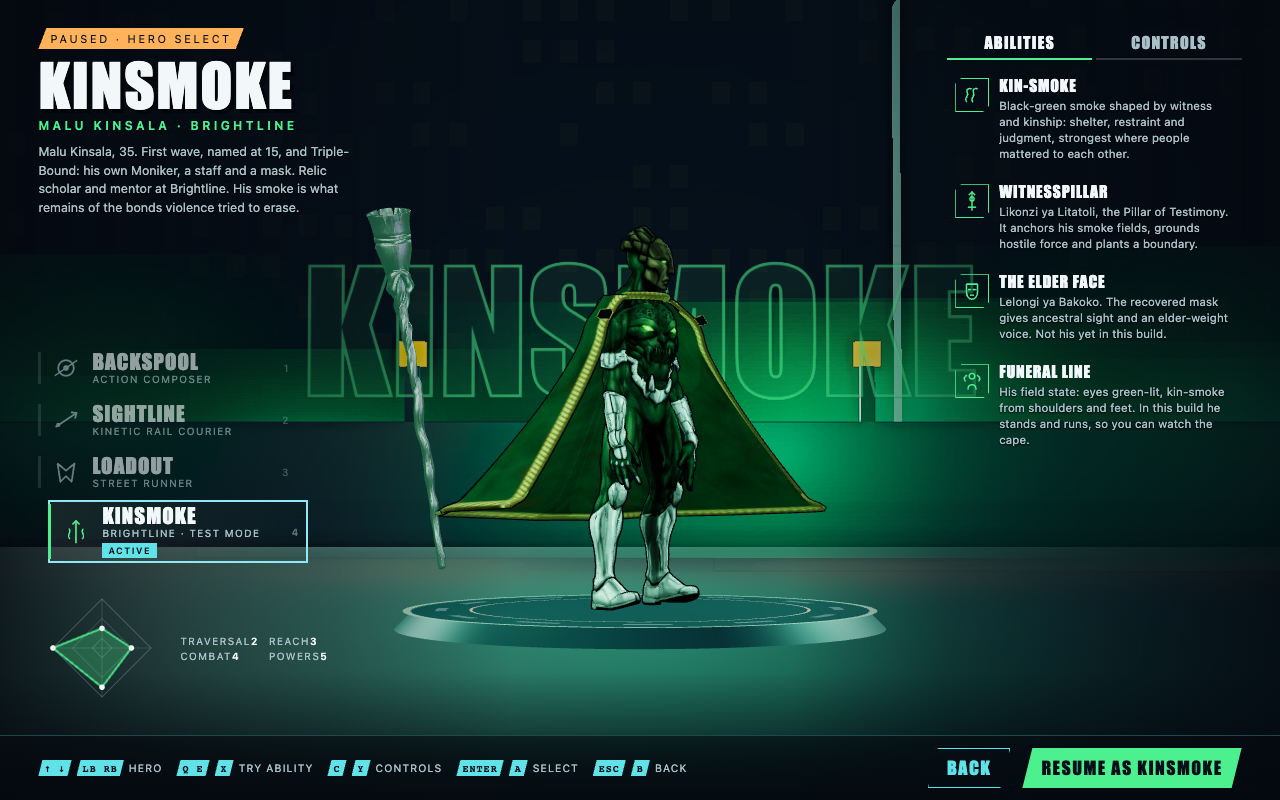 PAUSED · HERO SELECT
KINSMOKE
MALU KINSALA · BRIGHTLINE
Malu Kinsala, 35. First wave, named at 15, and Triple-
Bound: his own Moniker, a staff and a mask. Relic
scholar and mentor at Brightline. His smoke is what
remains of the bonds violence tried to erase.
KINSMOKE
BACKSPOOL
ACTION COMPOSER
1
SIGHTLINE
KINETIC RAIL COURIER
2
LOADOUT
STREET RUNNER
3
KINSMOKE
BRIGHTLINE · TEST MODE
4
ACTIVE
TRAVERSAL2 REACH3
COMBAT4 POWERS5
ABILITIES CONTROLS
KIN-SMOKE
Black-green smoke shaped by witness
and kinship: shelter, restraint and
judgment, strongest where people
mattered to each other.
WITNESSPILLAR
Likonzi ya Litatoli, the Pillar of Testimony.
It anchors his smoke fields, grounds
hostile force and plants a boundary.
THE ELDER FACE
Lelongi ya Bakoko. The recovered mask
gives ancestral sight and an elder-weight
voice. Not his yet in this build.
FUNERAL LINE
His field state: eyes green-lit, kin-smoke
from shoulders and feet. In this build he
stands and runs, so you can watch the
cape.
↑ ↓ LB RB HERO Q E X TRY ABILITY C Y CONTROLS ENTER A SELECT ESC B BACK
BACK
RESUME AS KINSMOKE